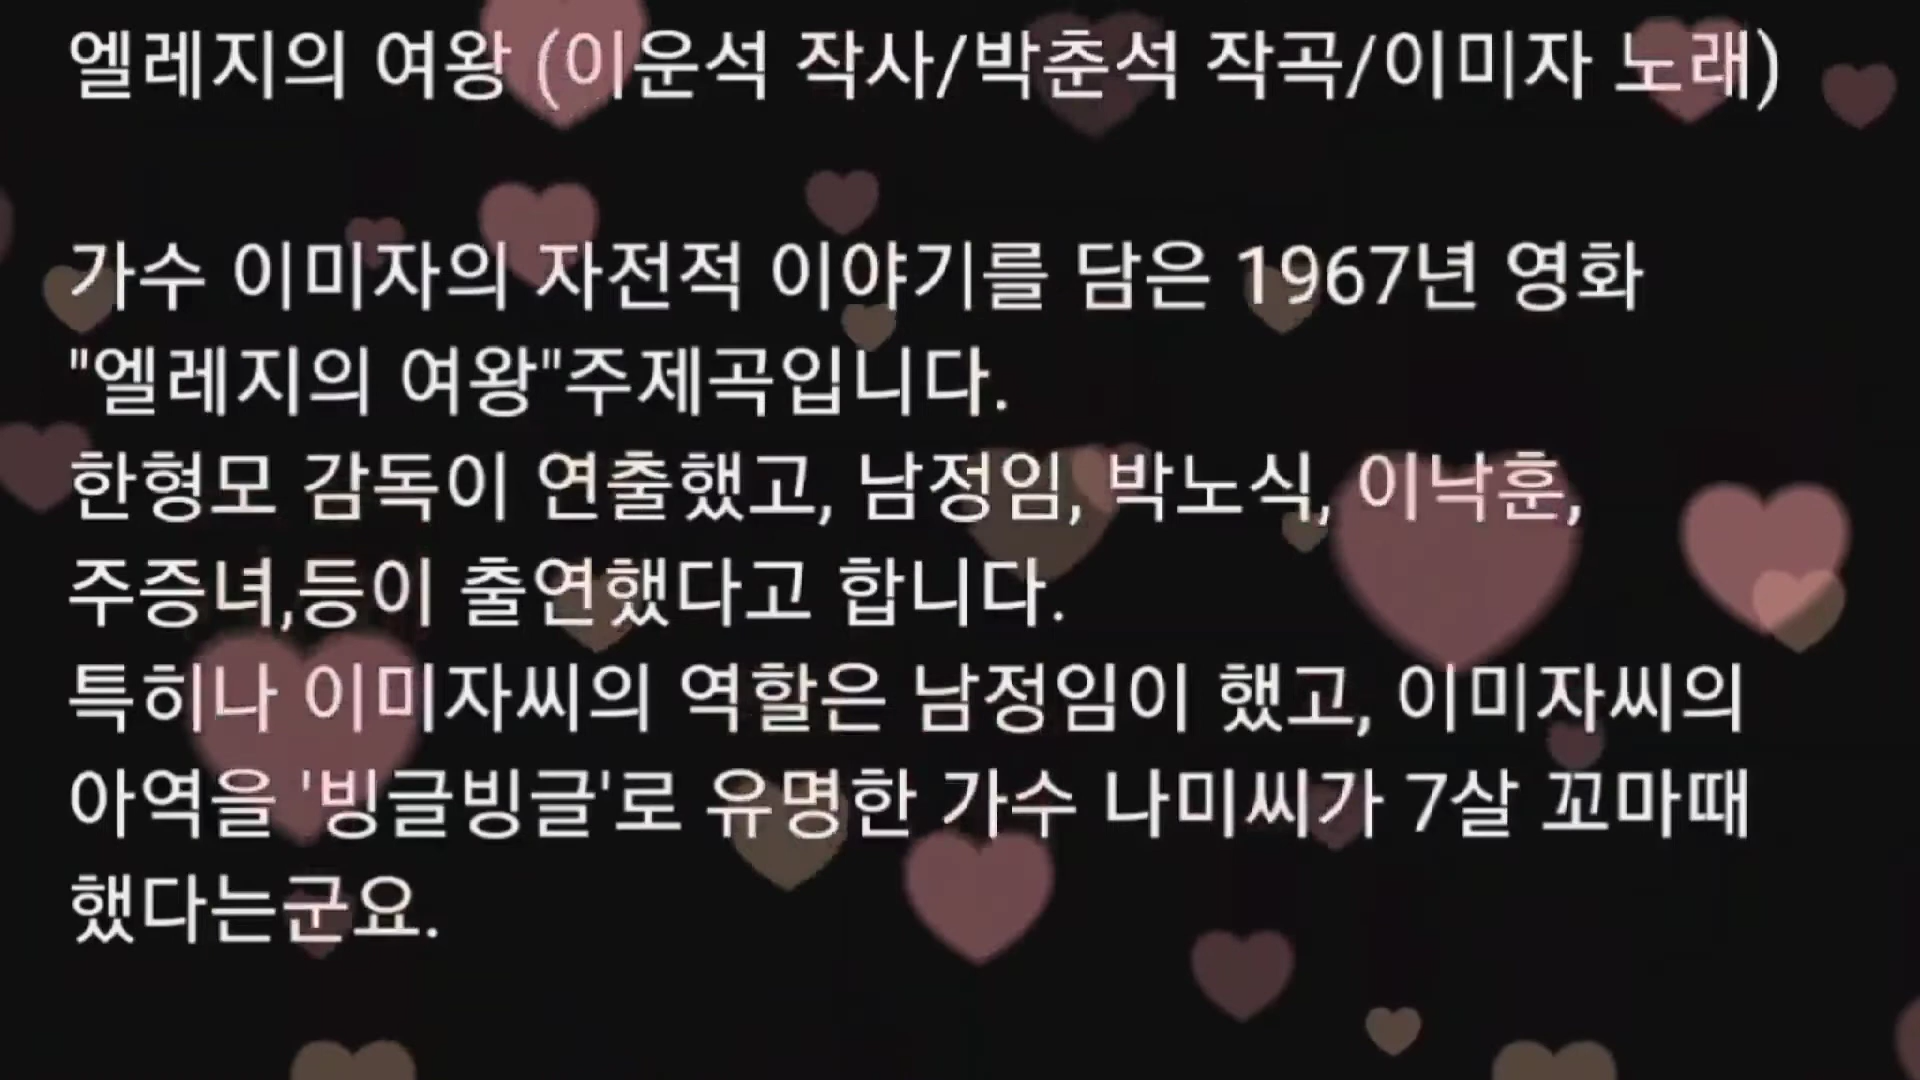 엘레지의 여왕 (이운석 작사/박춘석 작곡/이미자 노래)
가수 이미자의 자전적 이야기를 담은 1967년 영화
"엘레지의 여왕"주제곡입니다.
한형모 감독이 연출했고, 남정임, 박노식, 이낙훈,
주증녀,등이 출연했다고 합니다.
특히나 이미자씨의 역할은 남정임이 했고, 이미자씨의
아역을 '빙글빙글'로 유명한 가수 나미씨가 7살 꼬마때
했다는군요.